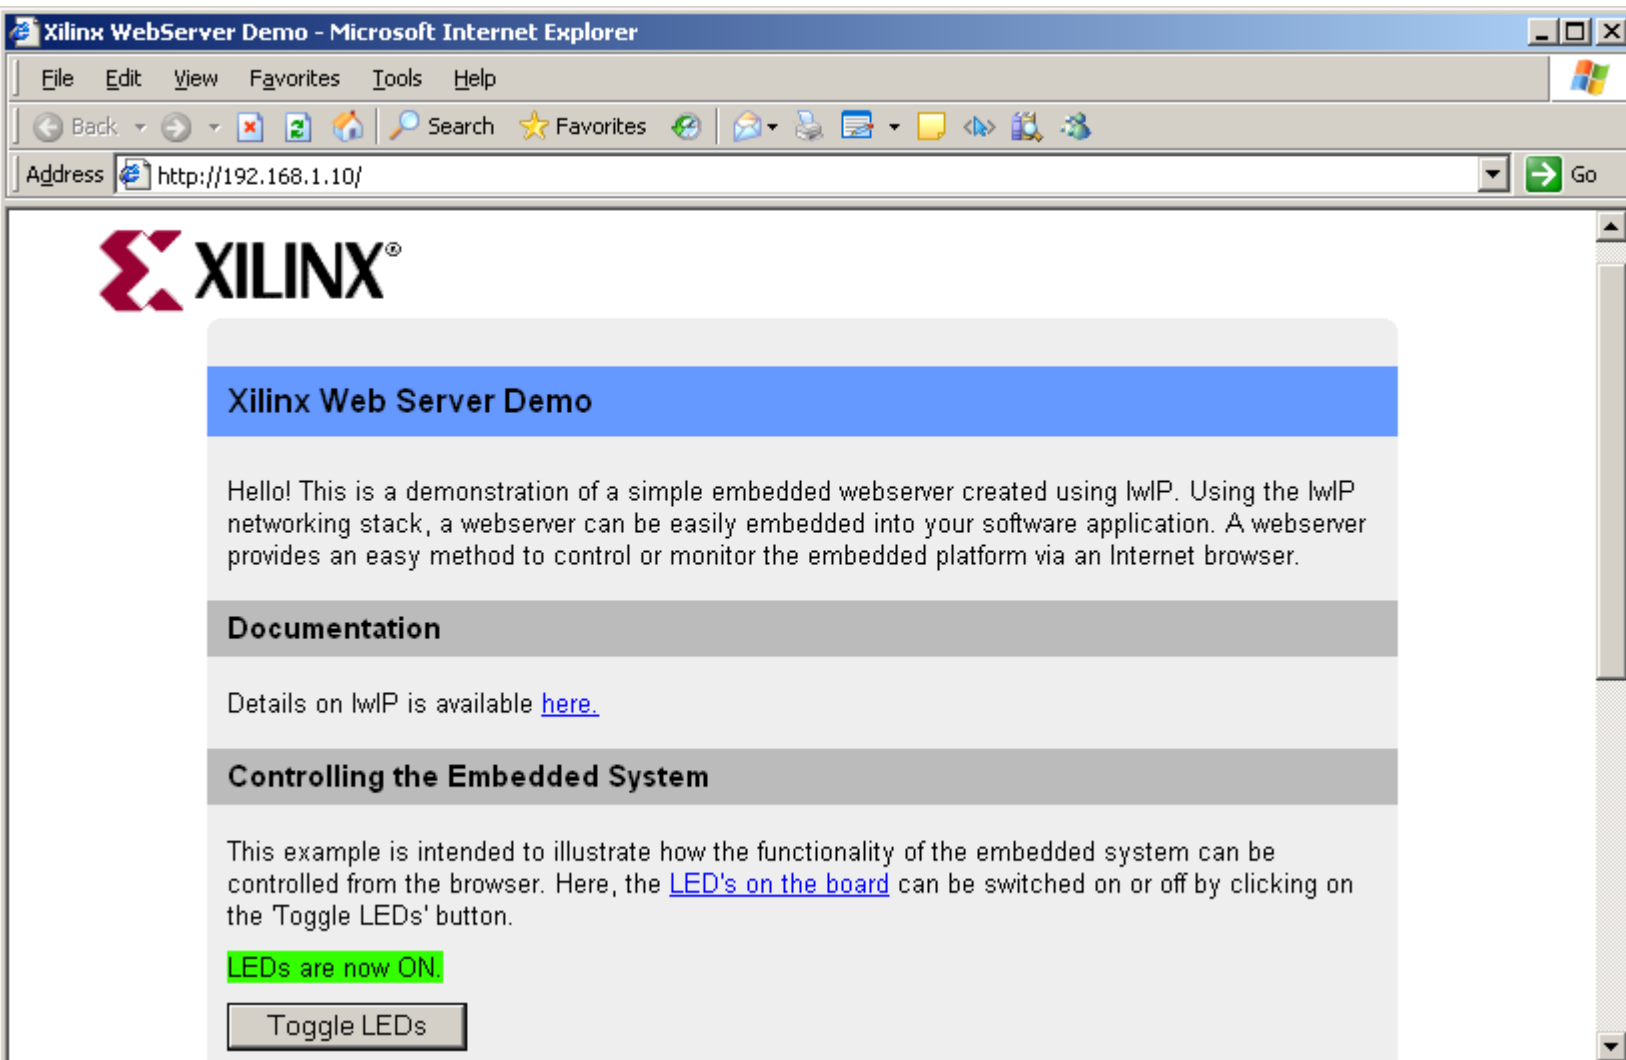 Xilinx WebServer Demo - Microsoft Internet Explorer
File Edit View Favorites Tools Help
Back Search Favorites
Address http://192.168.1.10/ Go
XILINX®
Xilinx Web Server Demo
Hello! This is a demonstration of a simple embedded webserver created using lwIP. Using the lwIP
networking stack, a webserver can be easily embedded into your software application. A webserver
provides an easy method to control or monitor the embedded platform via an Internet browser.
Documentation
Details on lwIP is available here.
Controlling the Embedded System
This example is intended to illustrate how the functionality of the embedded system can be
controlled from the browser. Here, the LED's on the board can be switched on or off by clicking on
the 'Toggle LEDs' button.
LEDs are now ON.
Toggle LEDs